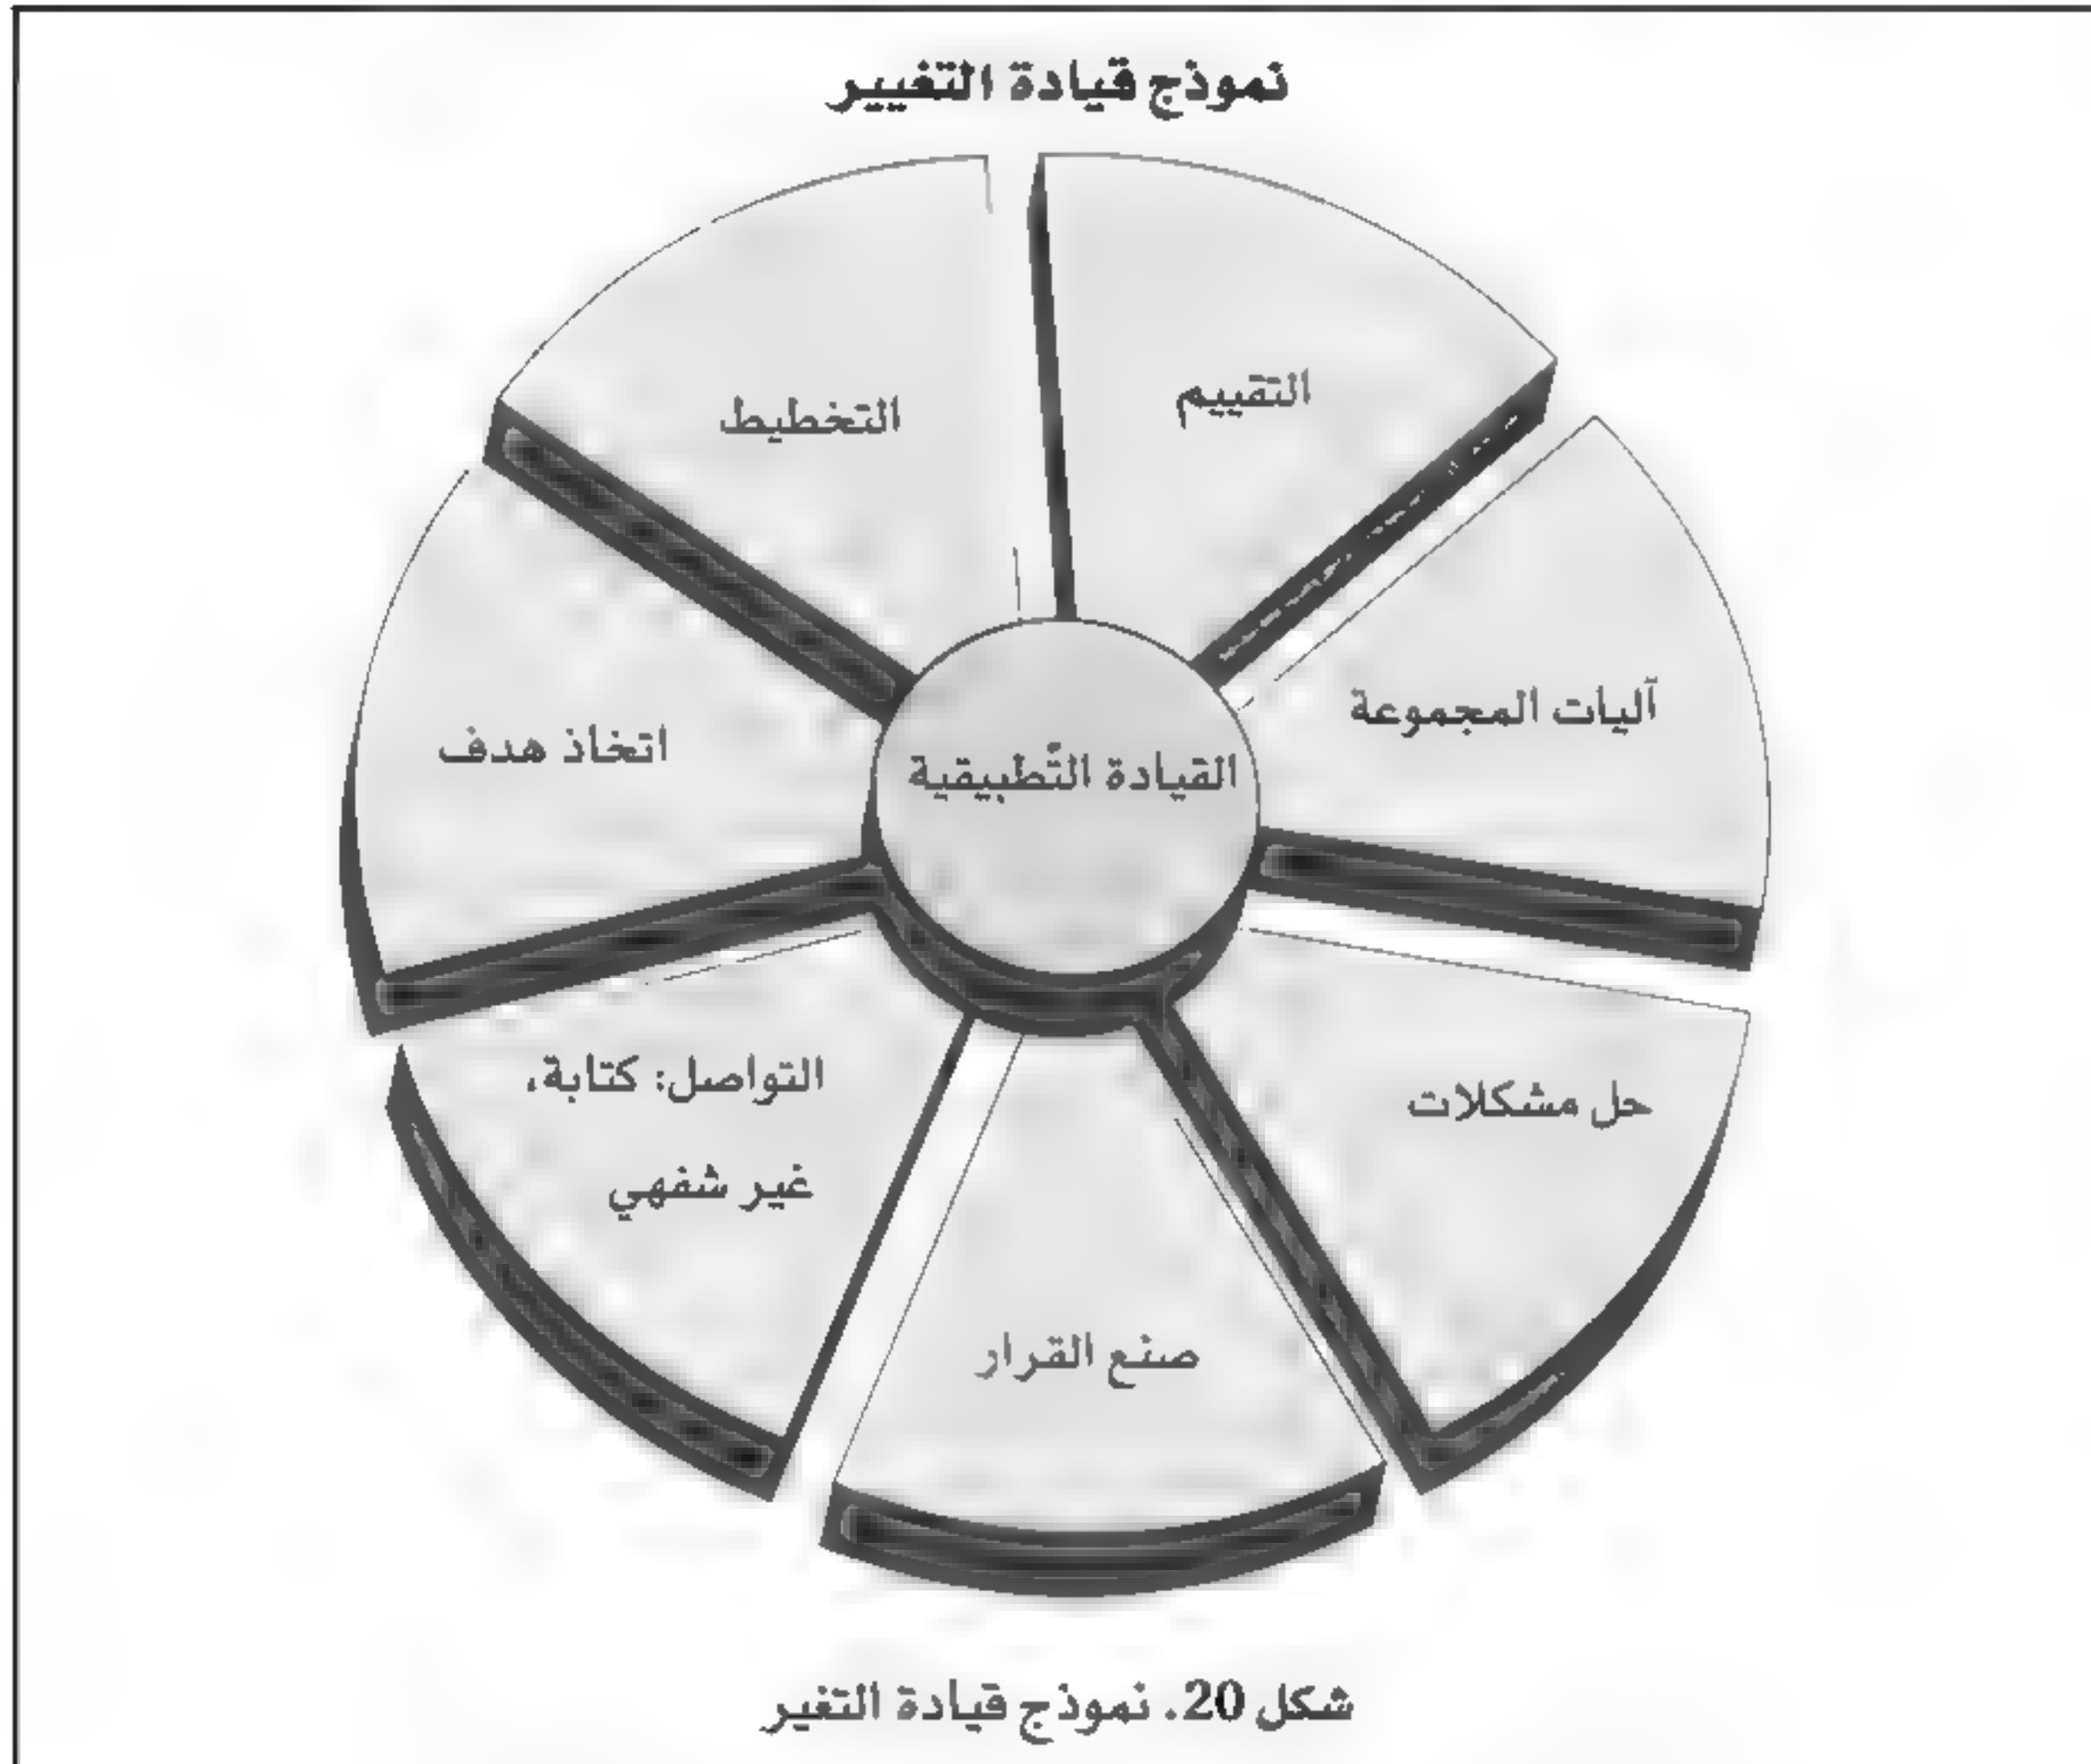 نموذج قيادة التغيير
التقييم
التخطيط
آليات المجموعة
اتخاذ هدف
القيادة التَّطبيقية
التواصل: كتابة،
غير شفهي
حل مشكلات
صنع القرار
شكل 20. نموذج قيادة التغير